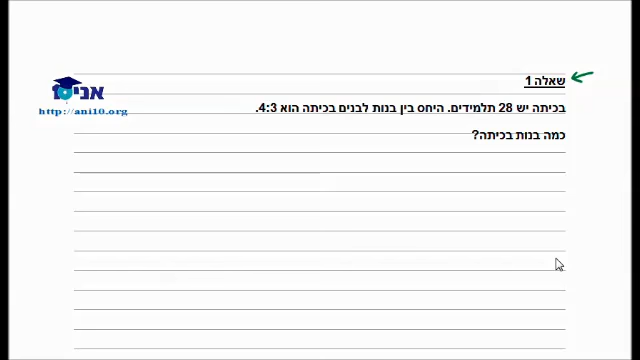 שאלה 1
אני10
http://ani10.org
בכיתה יש 28 תלמידים. היחס בין בנות לבנים בכיתה הוא 4:3.
כמה בנות בכיתה?